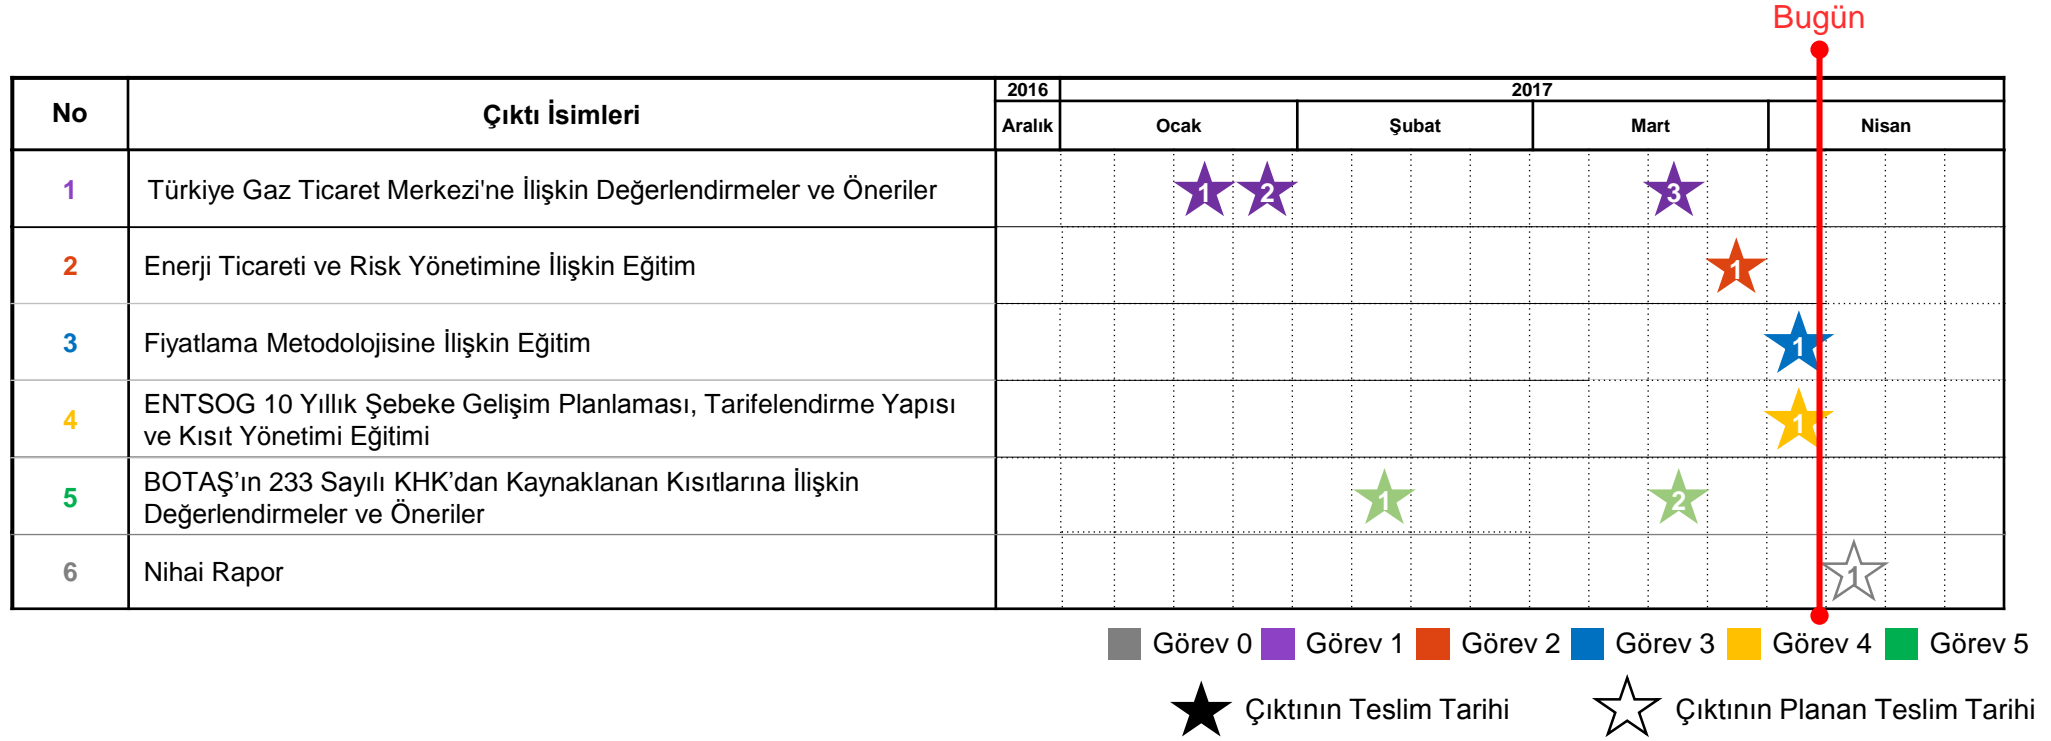 Bugün
No
Çıktı İsimleri
2016
2017
Aralık
Ocak
Şubat
Mart
Nisan
1
Türkiye Gaz Ticaret Merkezi'ne İlişkin Değerlendirmeler ve Öneriler
1
2
3
2
Enerji Ticareti ve Risk Yönetimine İlişkin Eğitim
1
3
Fiyatlama Metodolojisine İlişkin Eğitim
1
4
ENTSOG 10 Yıllık Şebeke Gelişim Planlaması, Tarifelendirme Yapısı
ve Kısıt Yönetimi Eğitimi
1
5
BOTAŞ’ın 233 Sayılı KHK’dan Kaynaklanan Kısıtlarına İlişkin
Değerlendirmeler ve Öneriler
1
2
6
Nihai Rapor
1
Görev 0
Görev 1
Görev 2
Görev 3
Görev 4
Görev 5
Çıktının Teslim Tarihi
Çıktının Planan Teslim Tarihi